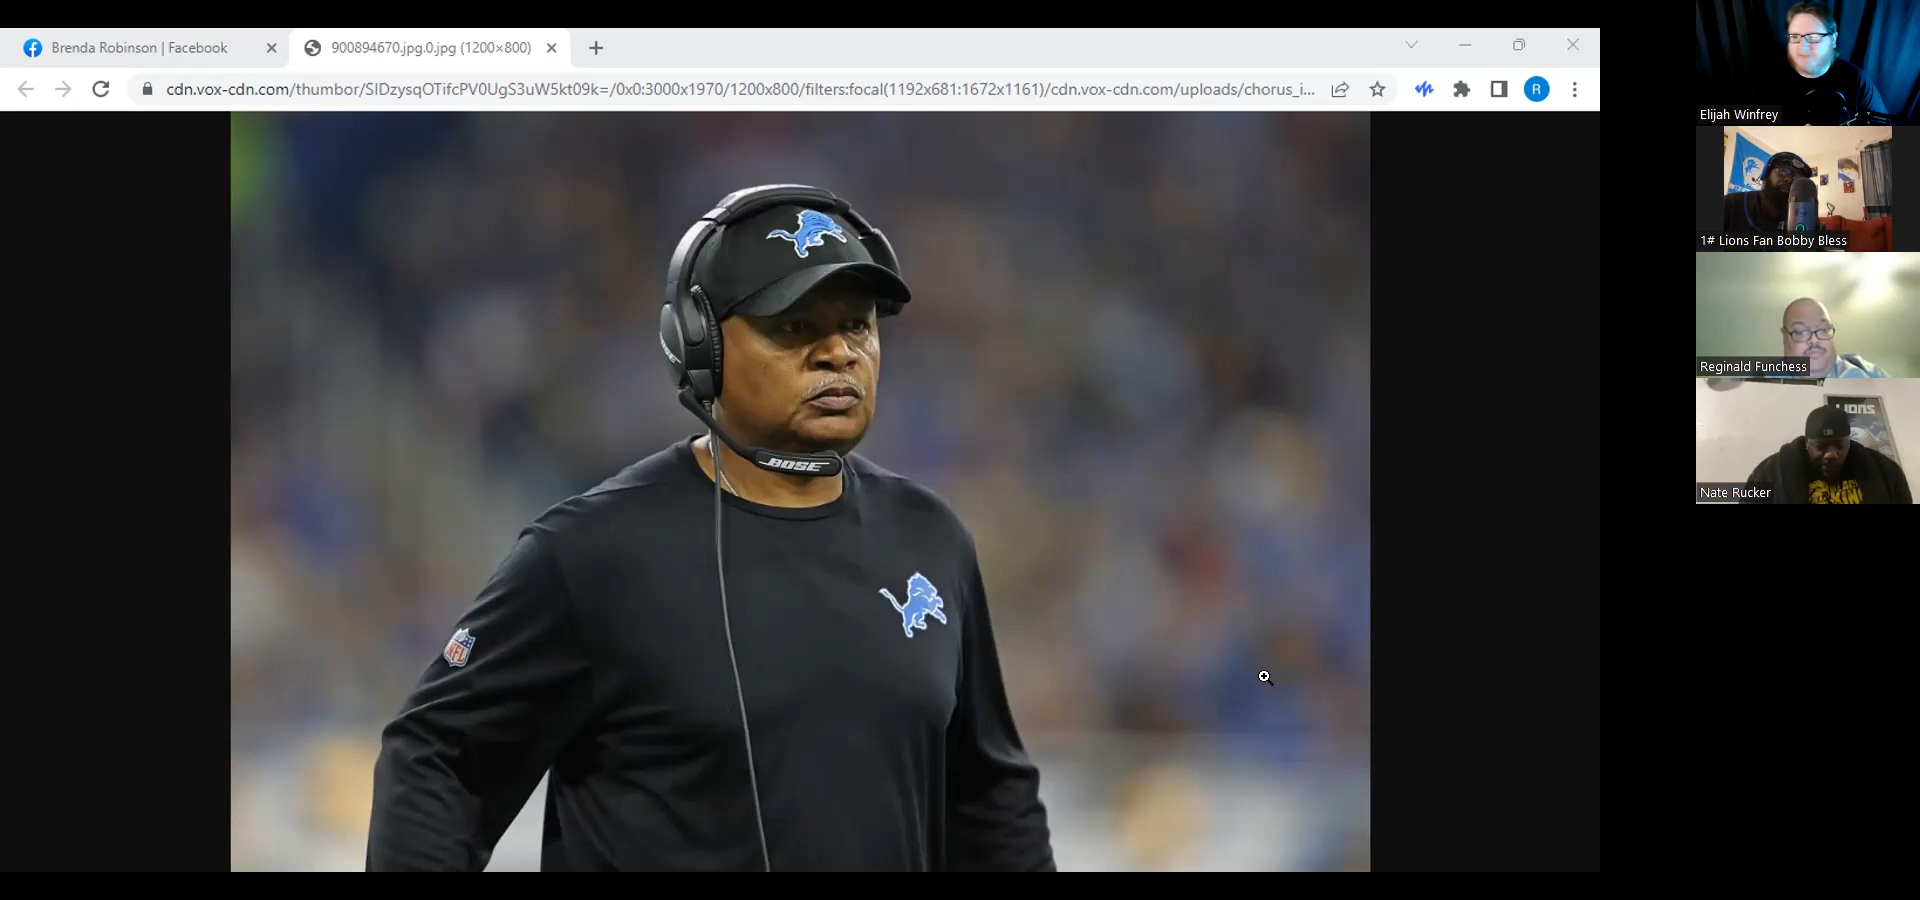 Brenda Robinson | Facebook
900894670.jpg.0.jpg (1200×800)
cdn.vox-cdn.com/thumbor/SIDzysqOTifcPV0UgS3uW5kt09k=/0x0:3000x1970/1200x800/filters:focal(1192x681:1672x1161)/cdn.vox-cdn.com/uploads/chorus_i...
R
BOSE
NFL
Elijah Winfrey
1# Lions Fan Bobby Bless
Reginald Funchess
LIONS
Nate Rucker